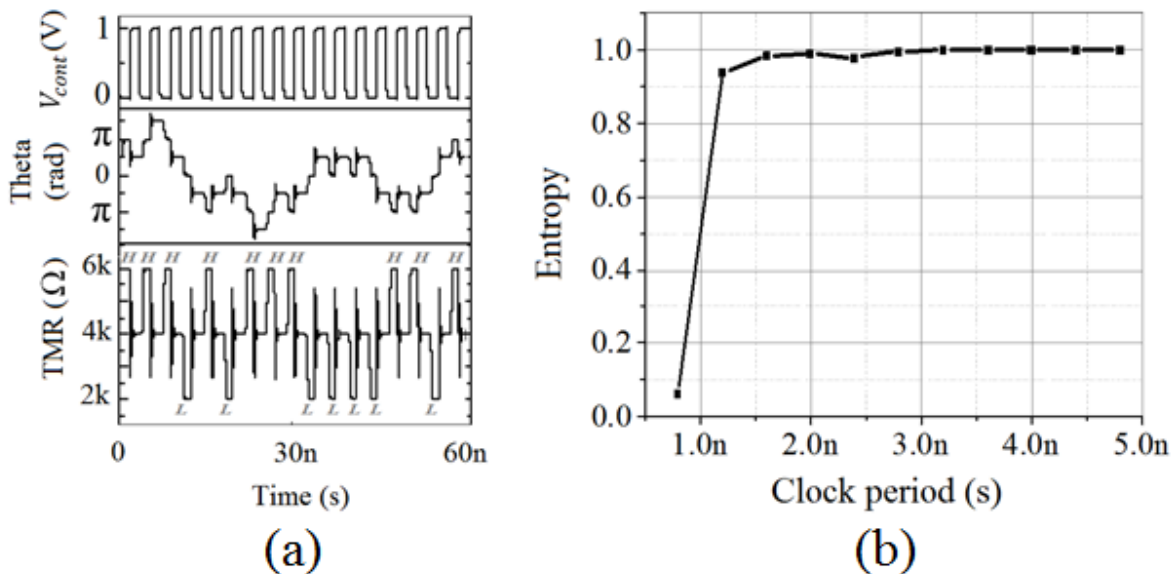 V_cont (V)
1
0
Theta
(rad)
π
0
π
TMR (Ω)
6k
4k
2k
H H H H H H H H H H
L L L L L L L
0 30n 60n
Time (s)
(a)
Entropy
1.0
0.8
0.6
0.4
0.2
0.0
1.0n 2.0n 3.0n 4.0n 5.0n
Clock period (s)
(b)